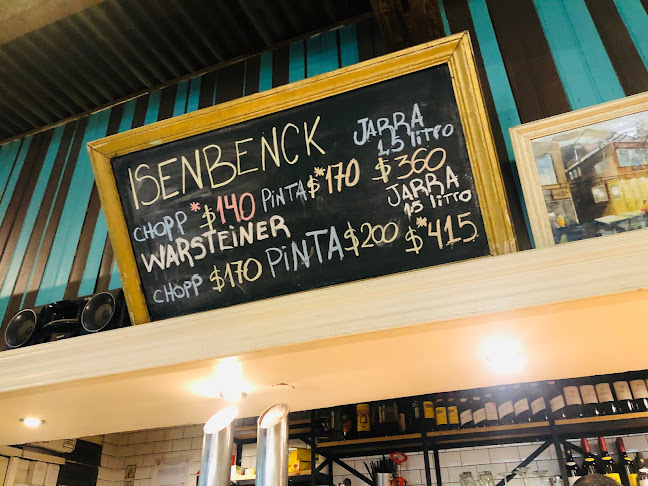 ISENBENCK
JARRA
1,5 litro
CHOPP *$140 PINTA $*170 $360
WARSTEINER
JARRA
1,5 litro
CHOPP $170 PINTA $200 $*415